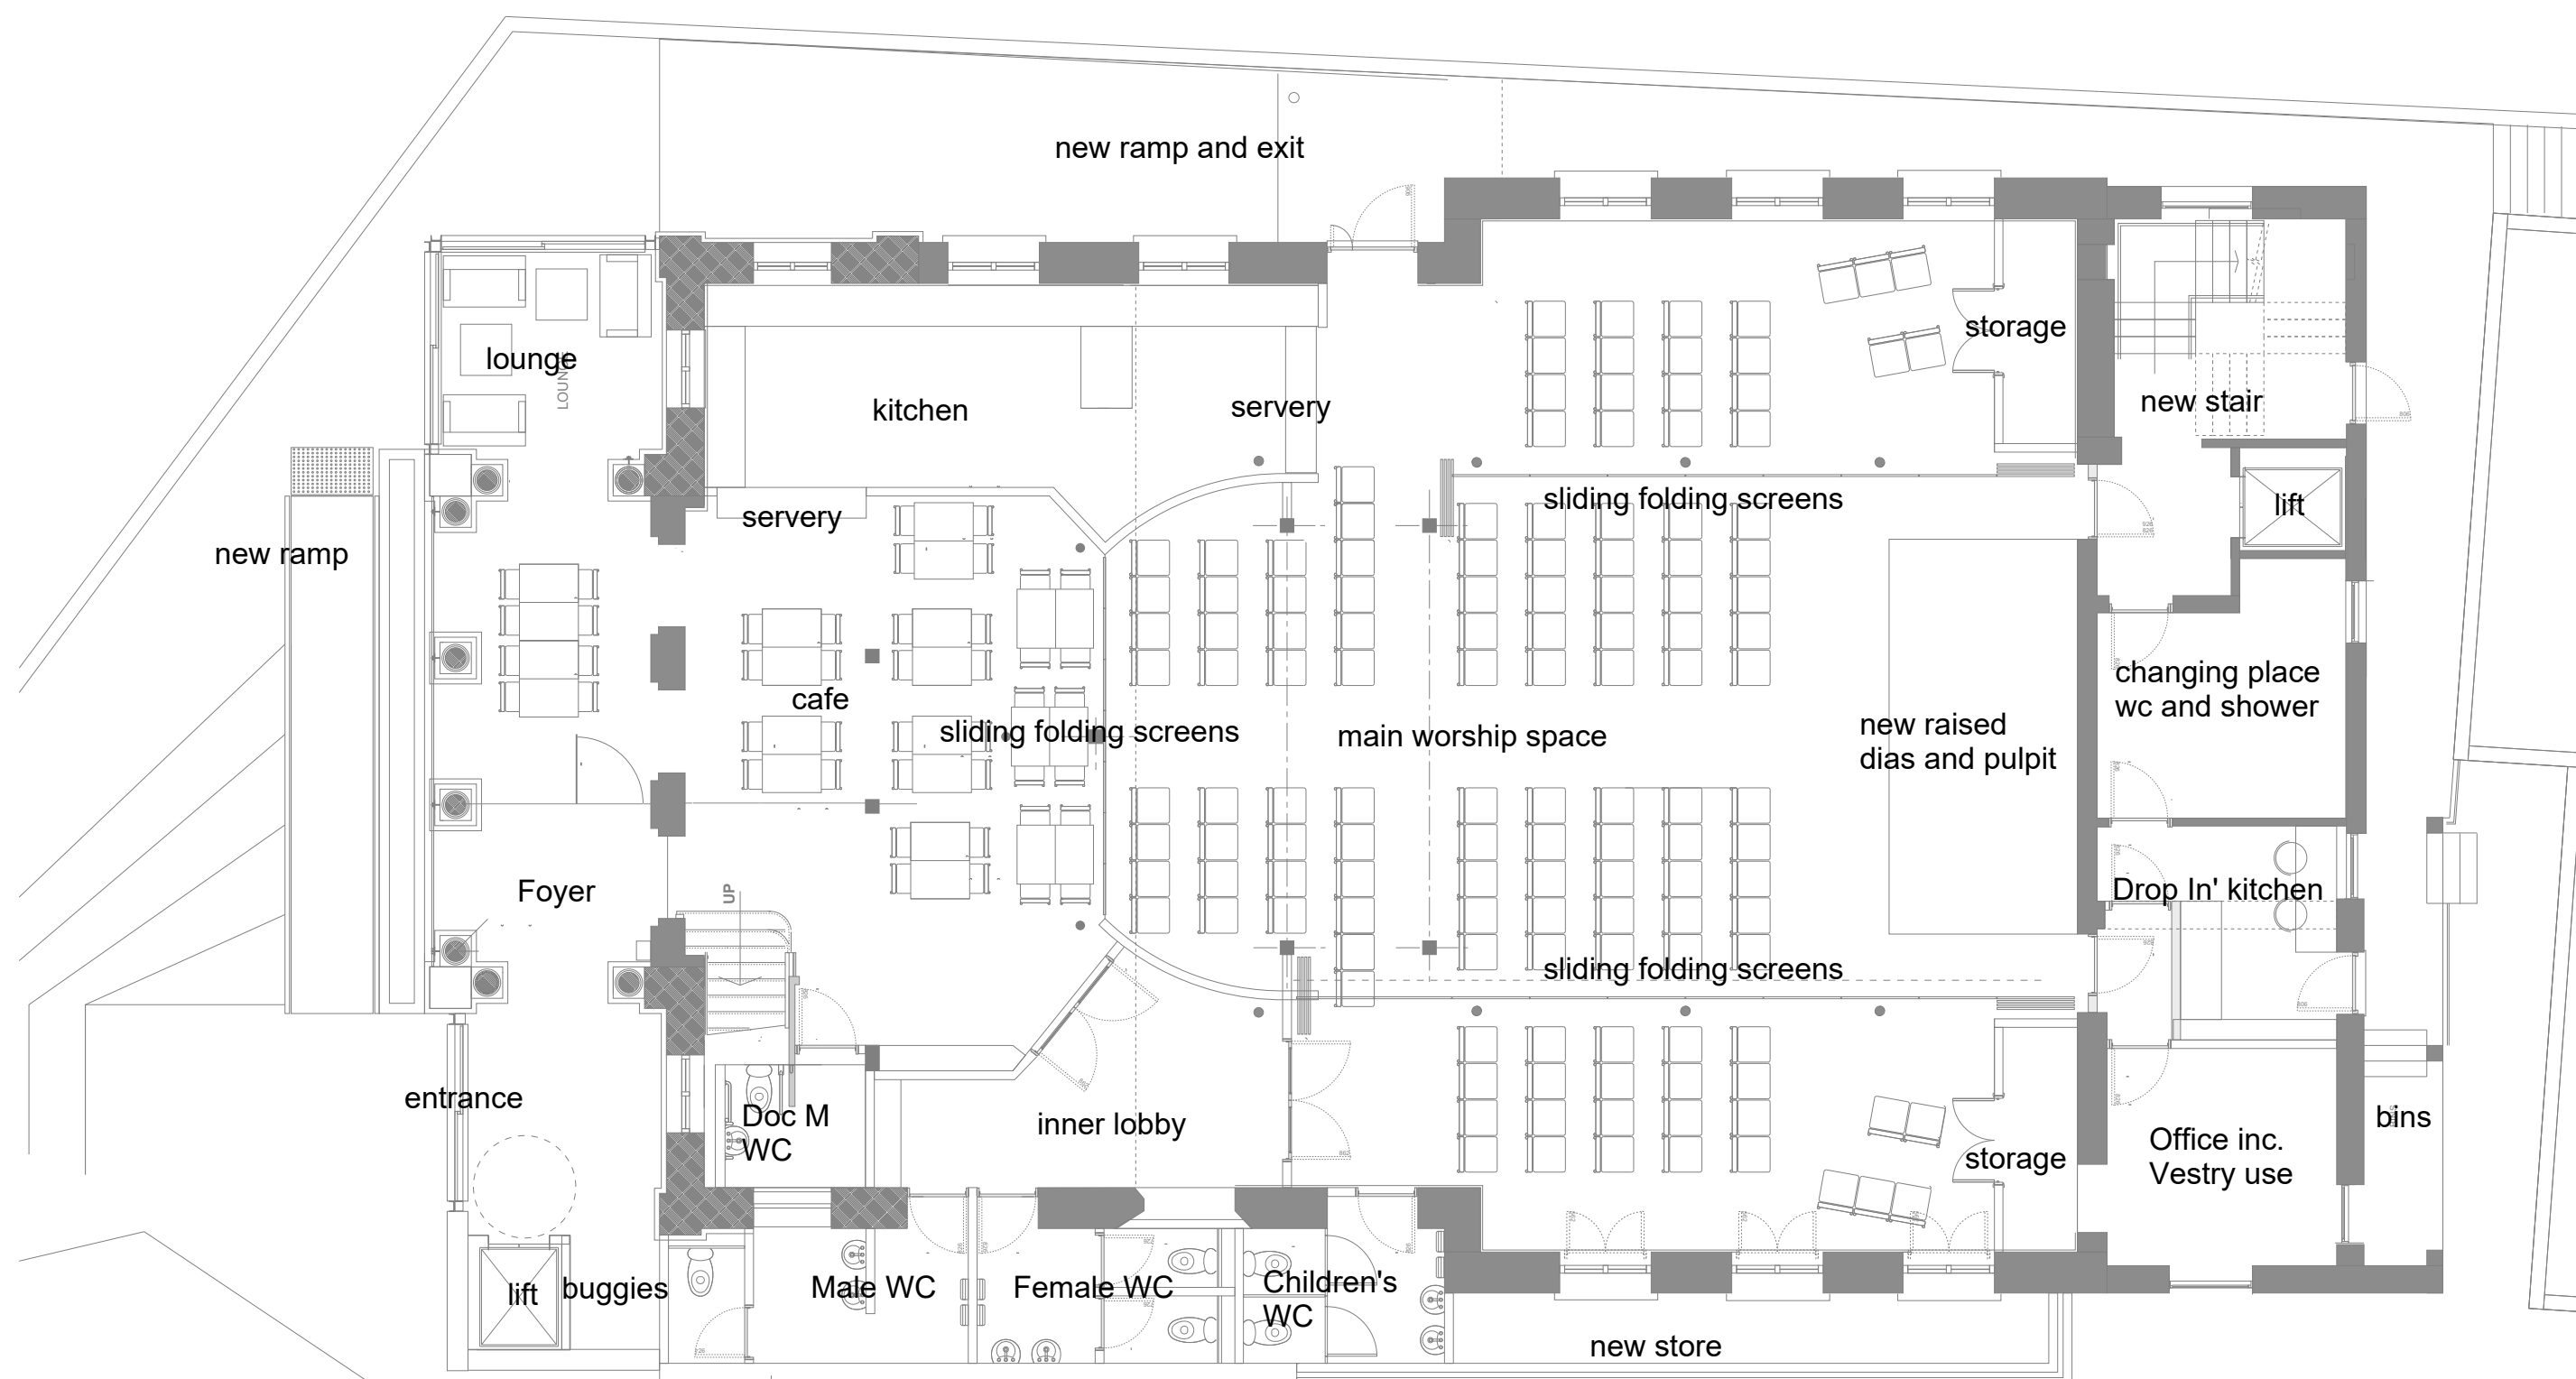 new ramp and exit
lounge
LOUNGE
kitchen
servery
storage
new stair
servery
sliding folding screens
lift
new ramp
changing place
wc and shower
cafe
sliding folding screens
main worship space
new raised
dias and pulpit
Foyer
UP
Drop In' kitchen
sliding folding screens
entrance
Doc M
WC
inner lobby
storage
Office inc.
Vestry use
bins
lift
buggies
Male WC
Female WC
Children's
WC
new store